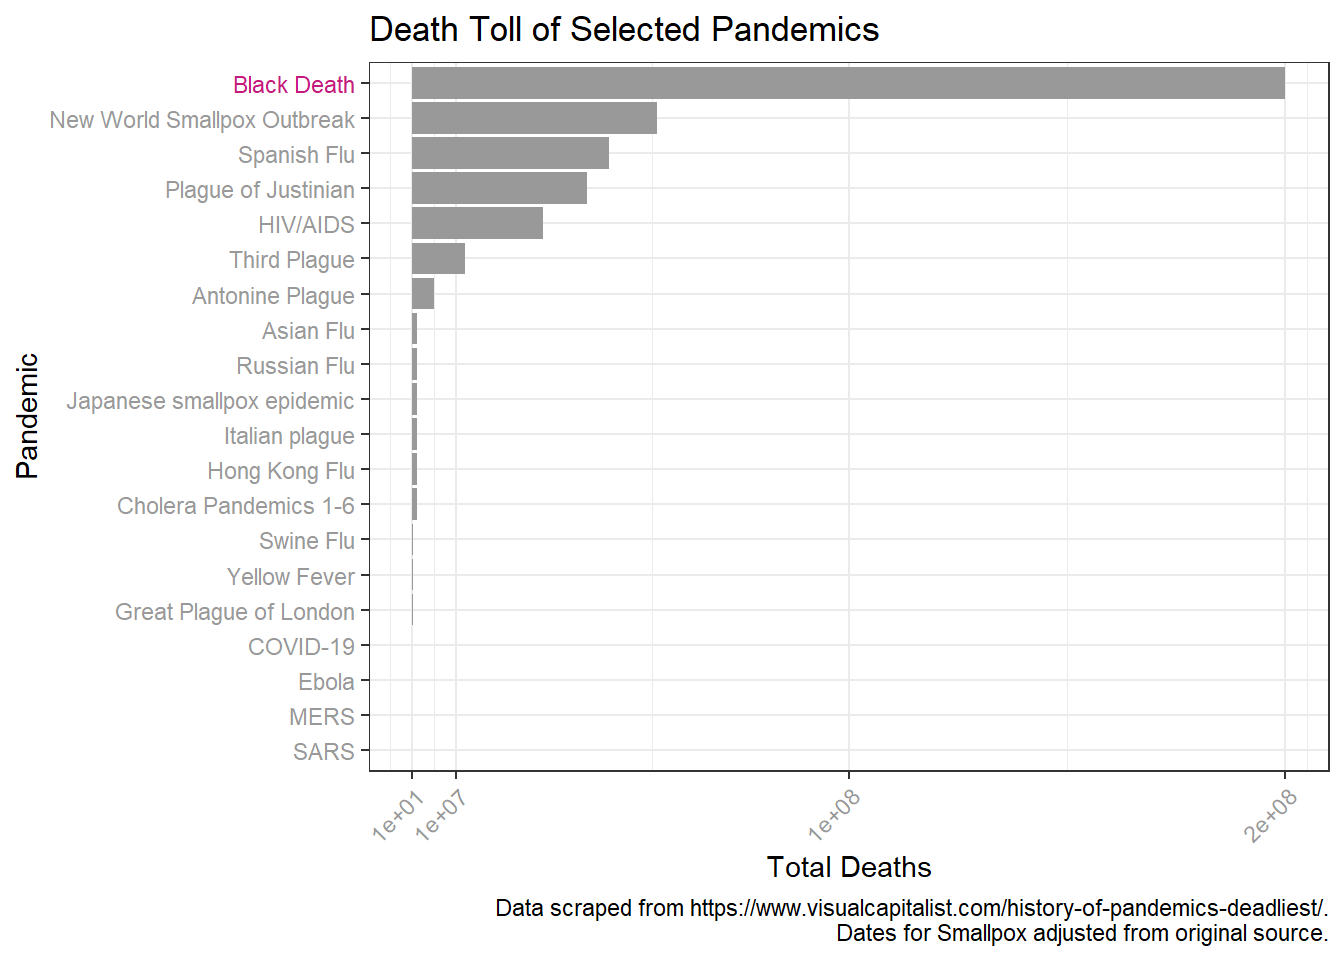 Death Toll of Selected Pandemics
Black Death
New World Smallpox Outbreak
Spanish Flu
Plague of Justinian
HIV/AIDS
Third Plague
Antonine Plague
Asian Flu
Russian Flu
Japanese smallpox epidemic
Italian plague
Hong Kong Flu
Cholera Pandemics 1-6
Swine Flu
Yellow Fever
Great Plague of London
COVID-19
Ebola
MERS
SARS
Pandemic
1e+01
1e+07
1e+08
2e+08
Total Deaths
Data scraped from https://www.visualcapitalist.com/history-of-pandemics-deadliest/.
Dates for Smallpox adjusted from original source.